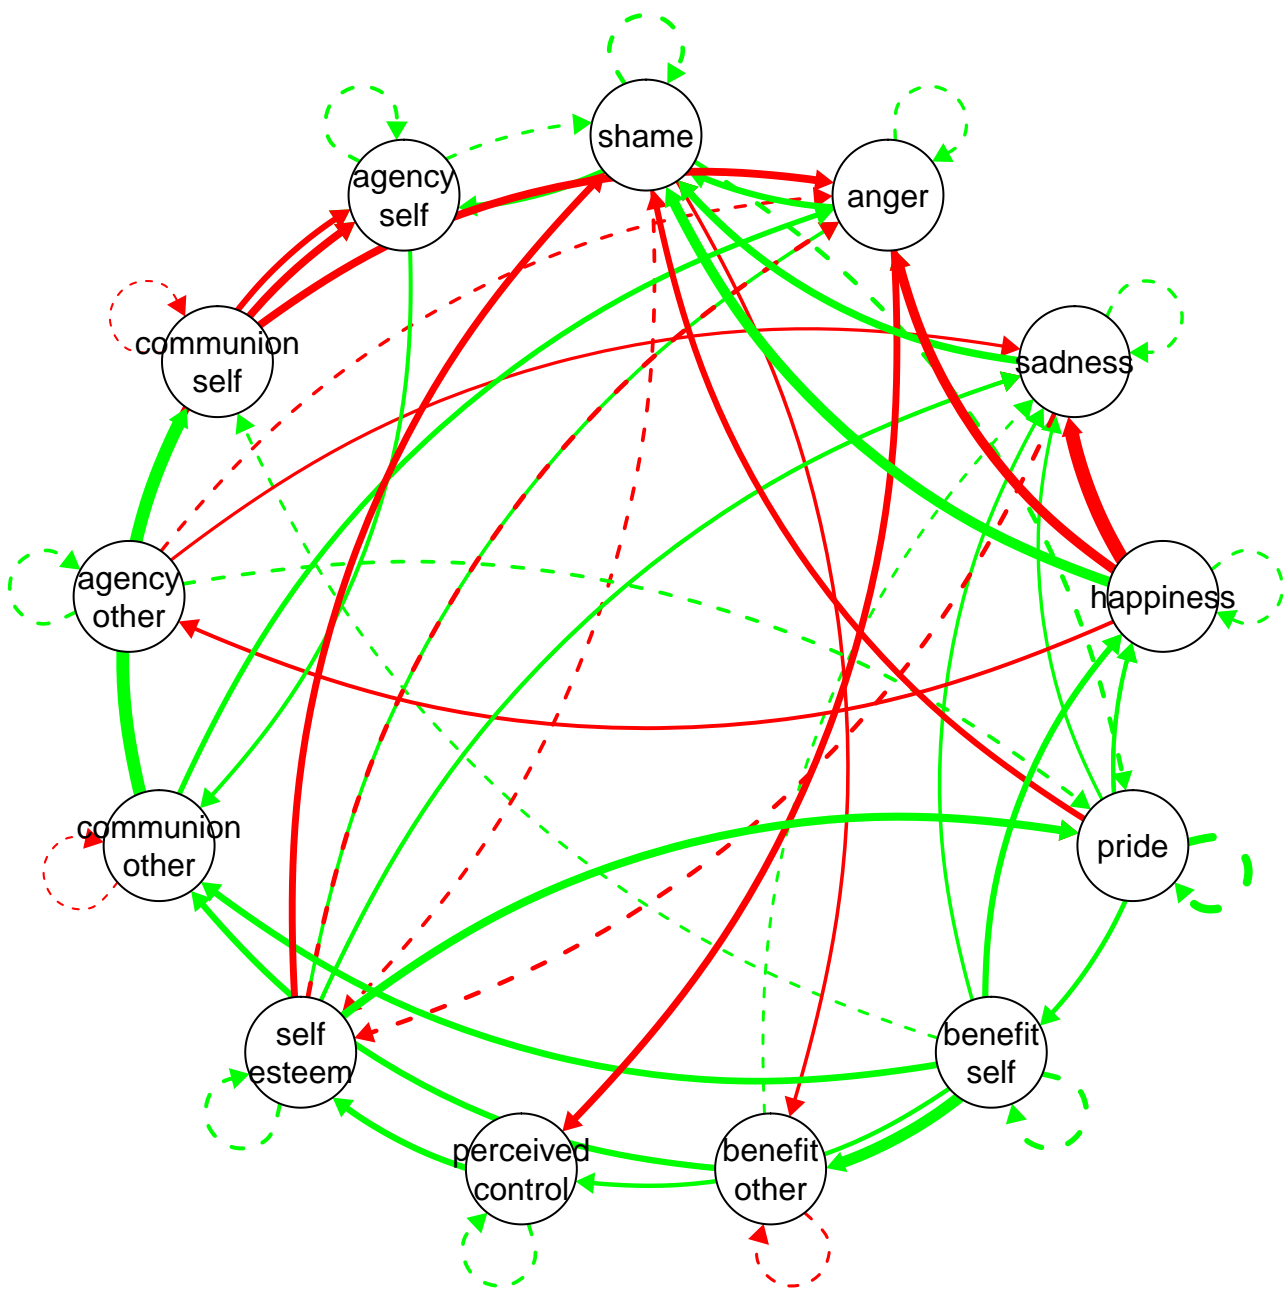 shame
anger
sadness
happiness
pride
benefit
self
benefit
other
perceived
control
self
esteem
communion
other
agency
other
communion
self
agency
self